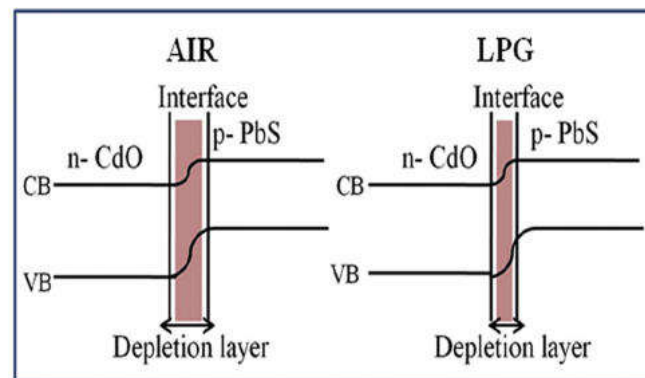 AIR
Interface
n- CdO
p- PbS
CB
VB
Depletion layer
LPG
Interface
n- CdO
p- PbS
CB
VB
Depletion layer